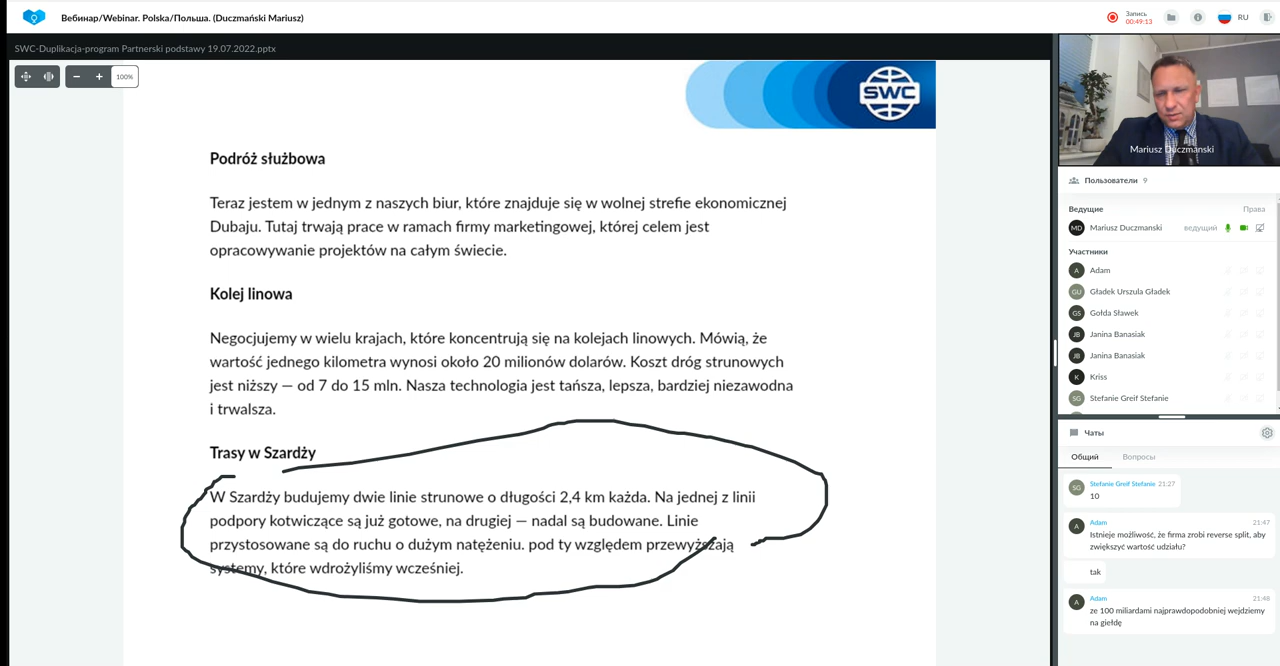 Вебинар/Webinar. Polska/Польша. (Duczmański Mariusz)
Запись
00:49:13
RU
SWC-Duplikacja-program Partnerski podstawy 19.07.2022.pptx
100%
SWC
Podróż służbowa
Teraz jestem w jednym z naszych biur, które znajduje się w wolnej strefie ekonomicznej
Dubaju. Tutaj trwają prace w ramach firmy marketingowej, której celem jest
opracowywanie projektów na całym świecie.
Kolej linowa
Negocjujemy w wielu krajach, które koncentrują się na kolejach linowych. Mówią, że
wartość jednego kilometra wynosi około 20 milionów dolarów. Koszt dróg strunowych
jest niższy — od 7 do 15 mln. Nasza technologia jest tańsza, lepsza, bardziej niezawodna
i trwalsza.
Trasy w Szardży
W Szardży budujemy dwie linie strunowe o długości 2,4 km każda. Na jednej z linii
podpory kotwiczące są już gotowe, na drugiej — nadal są budowane. Linie
przystosowane są do ruchu o dużym natężeniu. pod ty względem przewyższają
systemy, które wdrożyliśmy wcześniej.
Mariusz Duczmanski
Пользователи 9
Ведущие Права
MD Mariusz Duczmanski ведущий
Участники
A Adam
GU Gładek Urszula Gładek
GS Gołda Sławek
JB Janina Banasiak
JB Janina Banasiak
K Kriss
SG Stefanie Greif Stefanie
Чаты
Общий Вопросы
SG Stefanie Greif Stefanie 21:27
10
A Adam 21:47
Istnieje możliwość, że firma zrobi reverse split, aby
zwiększyć wartość udziału?
tak
A Adam 21:48
ze 100 miliardami najprawdopodobniej wejdziemy
na giełdę